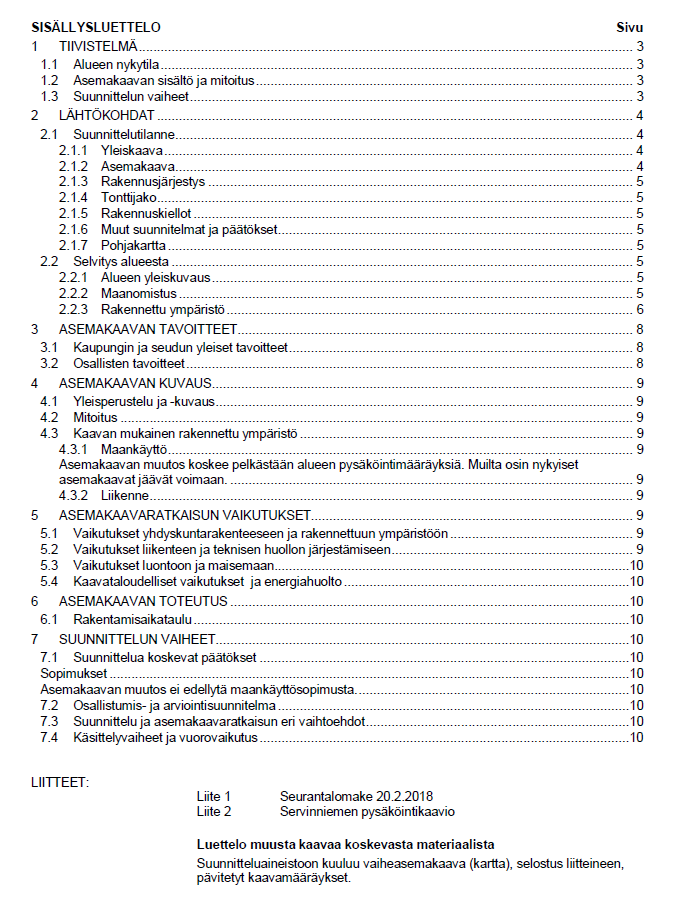 SISÄLLYSLUETTELO Sivu
1 TIIVISTELMÄ 3
1.1 Alueen nykytila 3
1.2 Asemakaavan sisältö ja mitoitus 3
1.3 Suunnittelun vaiheet 3
2 LÄHTÖKOHDAT 4
2.1 Suunnittelutilanne 4
2.1.1 Yleiskaava 4
2.1.2 Asemakaava 4
2.1.3 Rakennusjärjestys 5
2.1.4 Tonttijako 5
2.1.5 Rakennuskiellot 5
2.1.6 Muut suunnitelmat ja päätökset 5
2.1.7 Pohjakartta 5
2.2 Selvitys alueesta 5
2.2.1 Alueen yleiskuvaus 5
2.2.2 Maanomistus 5
2.2.3 Rakennettu ympäristö 6
3 ASEMAKAAVAN TAVOITTEET 8
3.1 Kaupungin ja seudun yleiset tavoitteet 8
3.2 Osallisten tavoitteet 8
4 ASEMAKAAVAN KUVAUS 9
4.1 Yleisperustelu ja -kuvaus 9
4.2 Mitoitus 9
4.3 Kaavan mukainen rakennettu ympäristö 9
4.3.1 Maankäyttö 9
Asemakaavan muutos koskee pelkästään alueen pysäköintimääräyksiä. Muilta osin nykyiset
asemakaavat jäävät voimaan. 9
4.3.2 Liikenne 9
5 ASEMAKAAVARATKAISUN VAIKUTUKSET 9
5.1 Vaikutukset yhdyskuntarakenteeseen ja rakennettuun ympäristöön 9
5.2 Vaikutukset liikenteen ja teknisen huollon järjestämiseen 9
5.3 Vaikutukset luontoon ja maisemaan 10
5.4 Kaavataloudelliset vaikutukset ja energiahuolto 10
6 ASEMAKAAVAN TOTEUTUS 10
6.1 Rakentamisaikataulu 10
7 SUUNNITTELUN VAIHEET 10
7.1 Suunnittelua koskevat päätökset 10
Sopimukset 10
Asemakaavan muutos ei edellytä maankäyttösopimusta. 10
7.2 Osallistumis- ja arviointisuunnitelma 10
7.3 Suunnittelu ja asemakaavaratkaisun eri vaihtoehdot 10
7.4 Käsittelyvaiheet ja vuorovaikutus 10
LIITTEET:
Liite 1 Seurantalomake 20.2.2018
Liite 2 Servinniemen pysäköintikaavio
Luettelo muusta kaavaa koskevasta materiaalista
Suunnitteluaineistoon kuuluu vaiheasemakaava (kartta), selostus liitteineen,
pävitetyt kaavamääräykset.